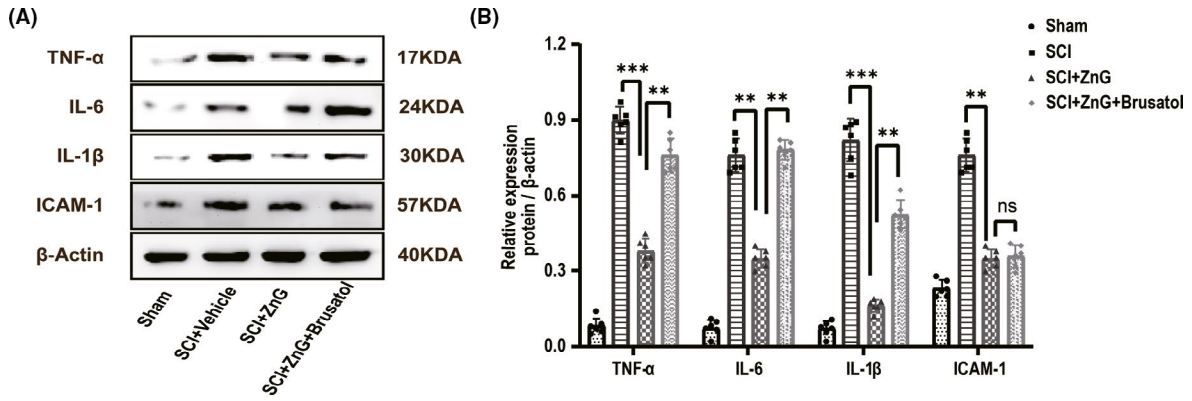 (A)
TNF-α 17KDA
IL-6 24KDA
IL-1β 30KDA
ICAM-1 57KDA
β-Actin 40KDA
Sham
SCI+Vehicle
SCI+ZnG
SCI+ZnG+Brusatol
(B)
Relative expression
protein / β-actin
1.2
0.9
0.6
0.3
0.0
*** ** ** ** *** ** ** ns
TNF-α IL-6 IL-1β ICAM-1
Sham
SCI
SCI+ZnG
SCI+ZnG+Brusatol